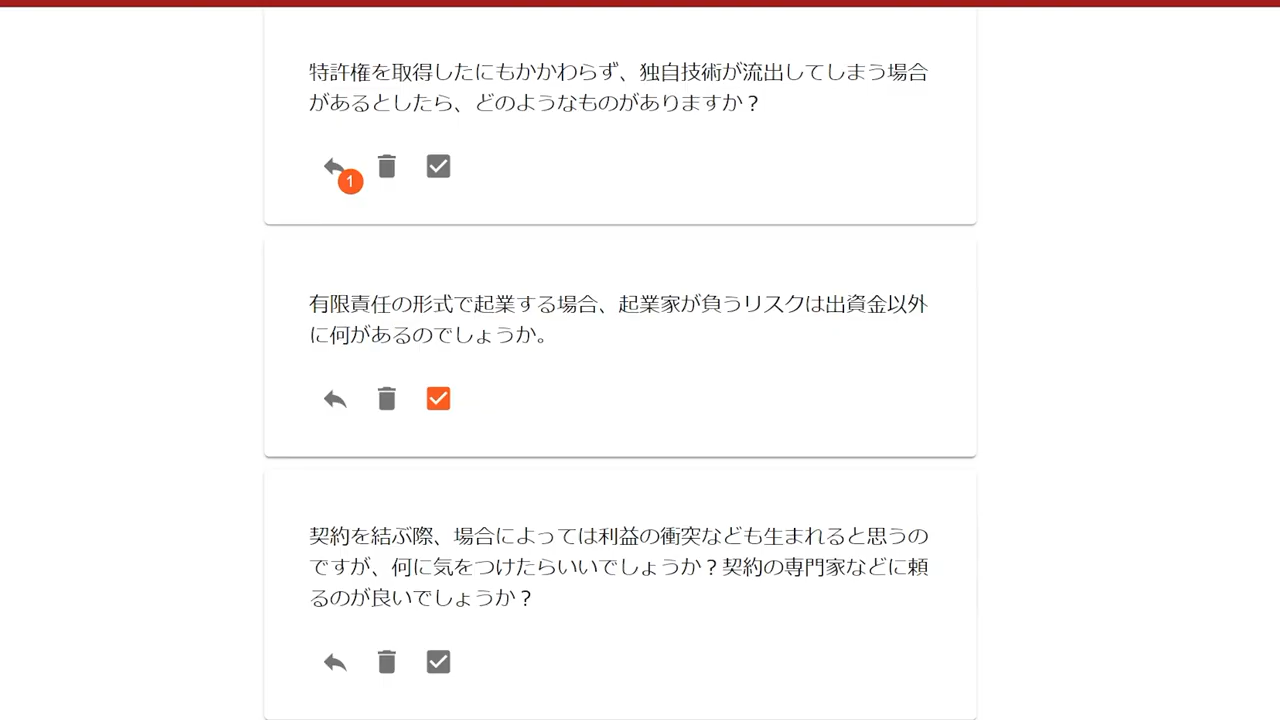 特許権を取得したにもかかわらず、独自技術が流出してしまう場合
があるとしたら、どのようなものがありますか？
1
有限責任の形式で起業する場合、起業家が負うリスクは出資金以外
に何があるのでしょうか。
契約を結ぶ際、場合によっては利益の衝突なども生まれると思うの
ですが、何に気をつけたらいいでしょうか？契約の専門家などに頼
るのが良いでしょうか？